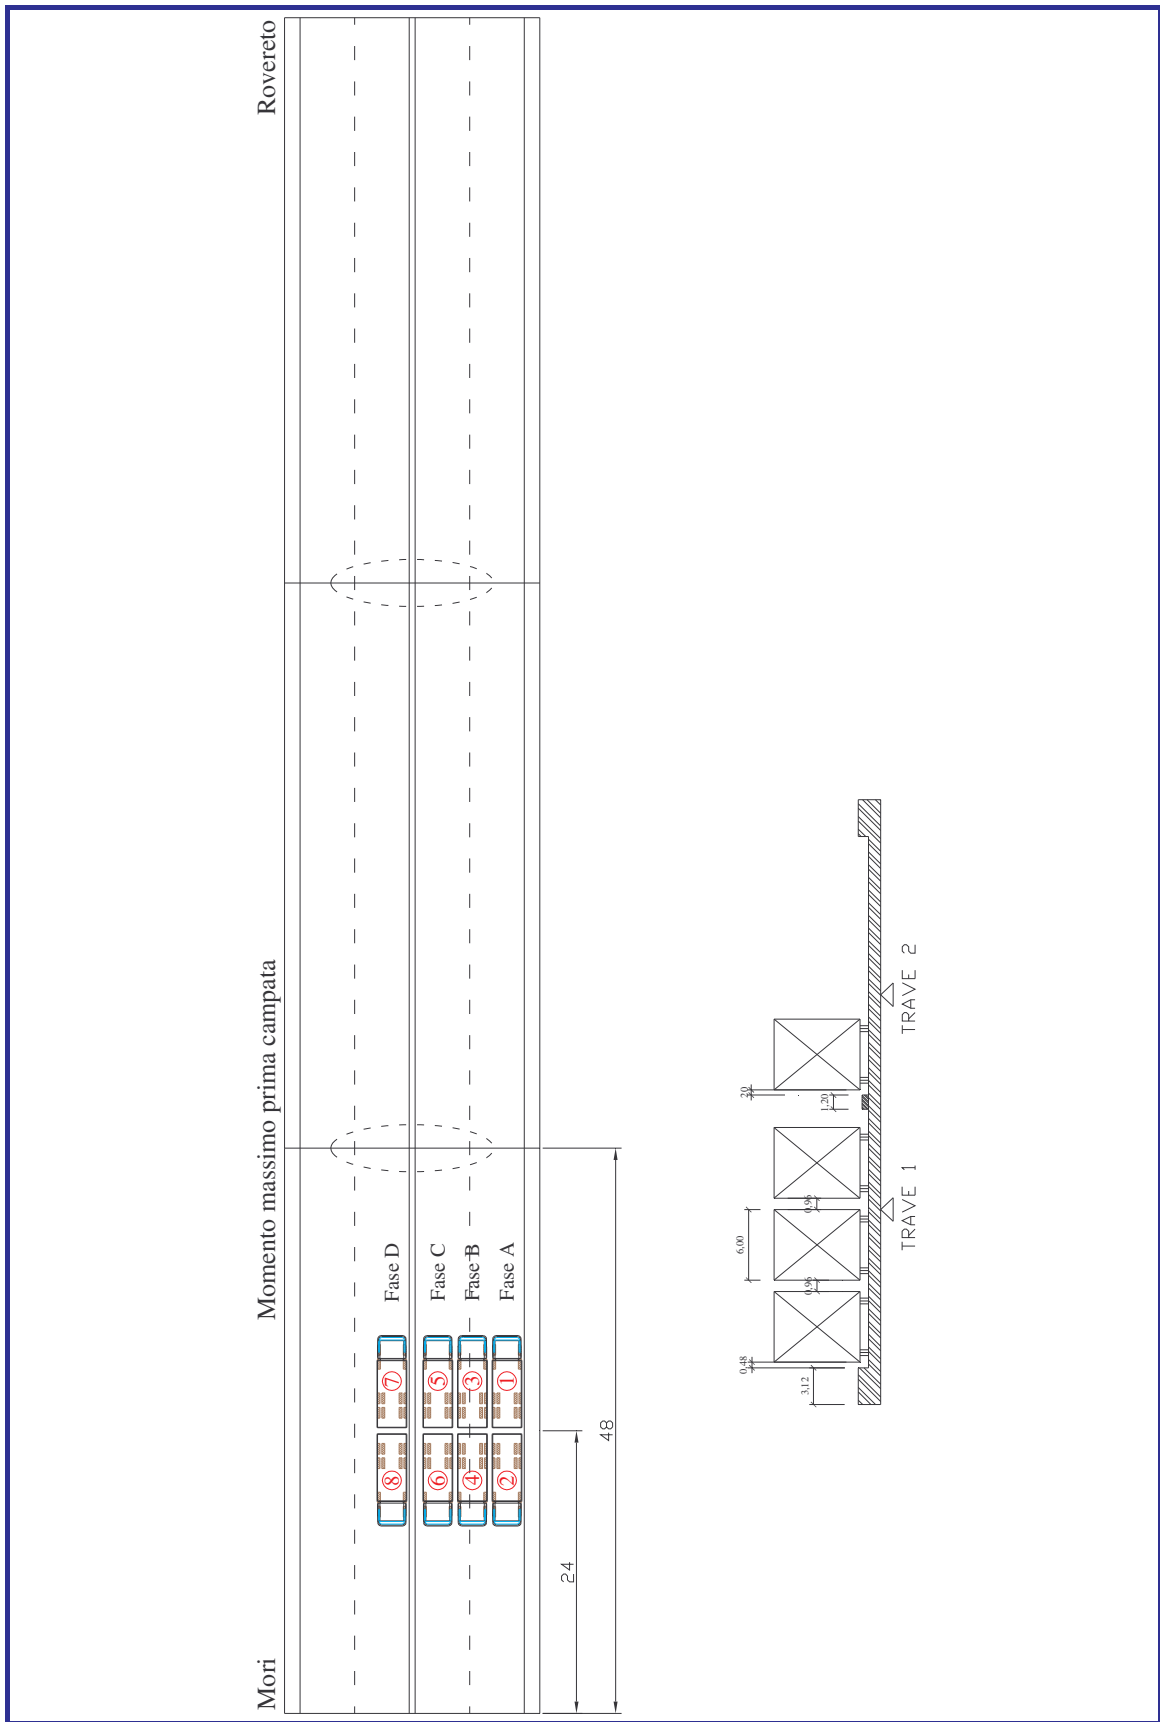 Mori
Momento massimo prima campata
Rovereto
8
7
Fase D
6
5
Fase C
4
3
Fase B
2
1
Fase A
24
48
3,12
0,48
0,96
6,00
0,96
1,20
20
TRAVE 1
TRAVE 2